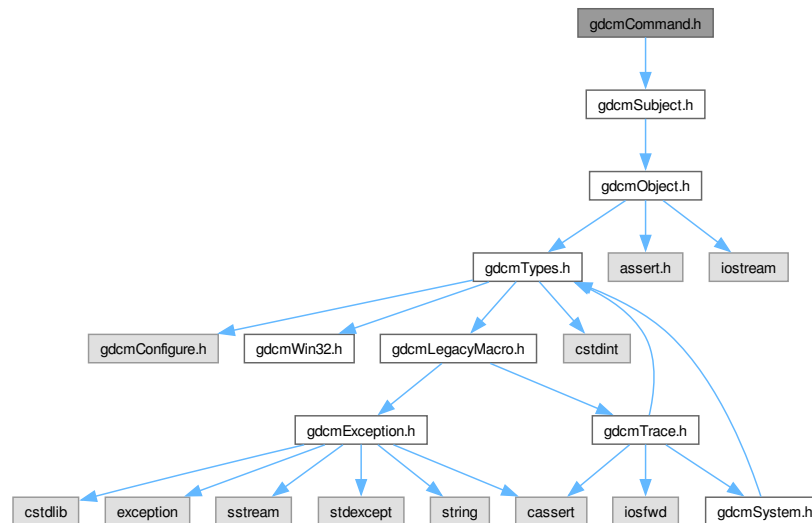 gdcmCommand.h
gdcmSubject.h
gdcmObject.h
gdcmTypes.h
assert.h
iostream
gdcmConfigure.h
gdcmWin32.h
gdcmLegacyMacro.h
cstdint
gdcmException.h
gdcmTrace.h
cstdlib
exception
sstream
stdexcept
string
cassert
iosfwd
gdcmSystem.h